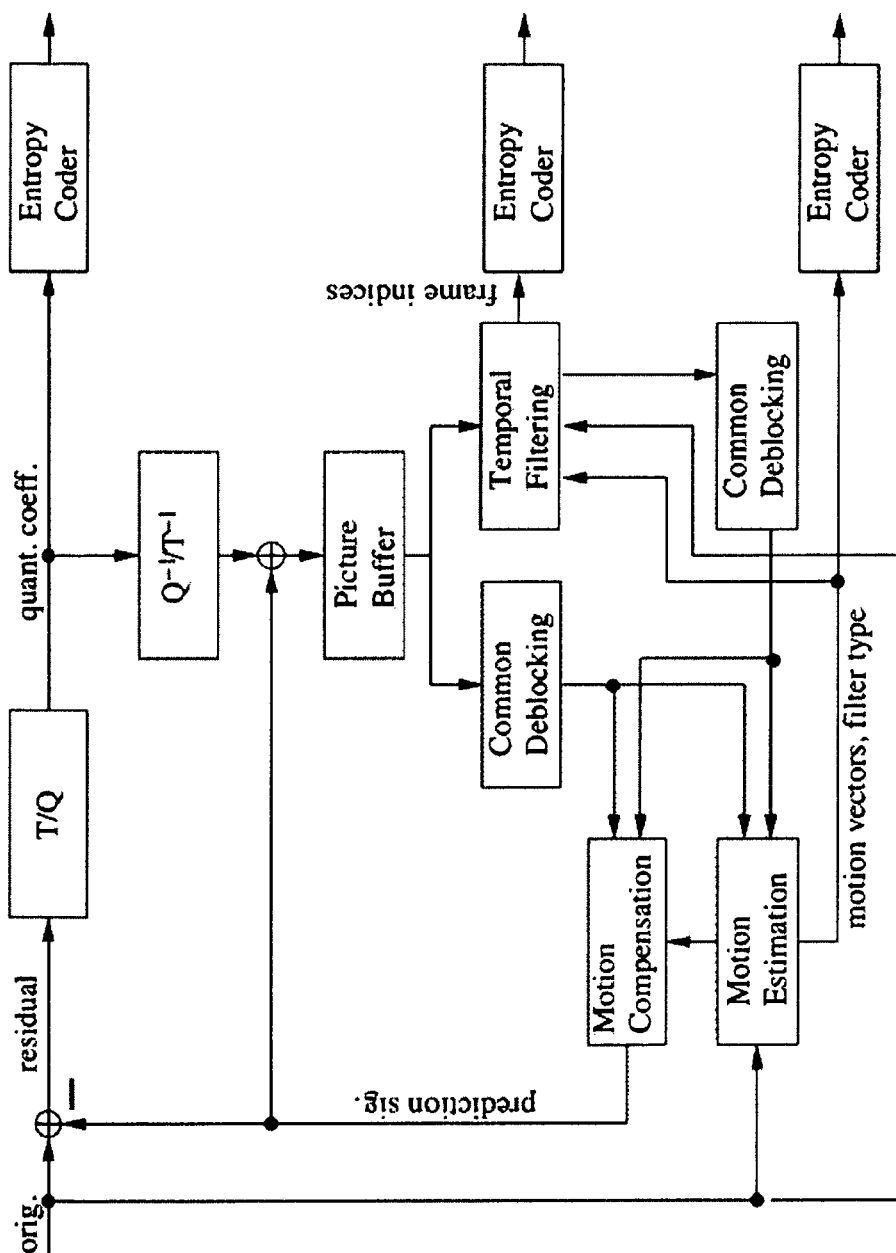 orig.
residual
T/Q
quant. coeff.
Entropy
Coder
Q⁻¹/T⁻¹
Picture
Buffer
prediction sig.
Common
Deblocking
Temporal
Filtering
frame indices
Entropy
Coder
Motion
Compensation
Motion
Estimation
Common
Deblocking
motion vectors, filter type
Entropy
Coder